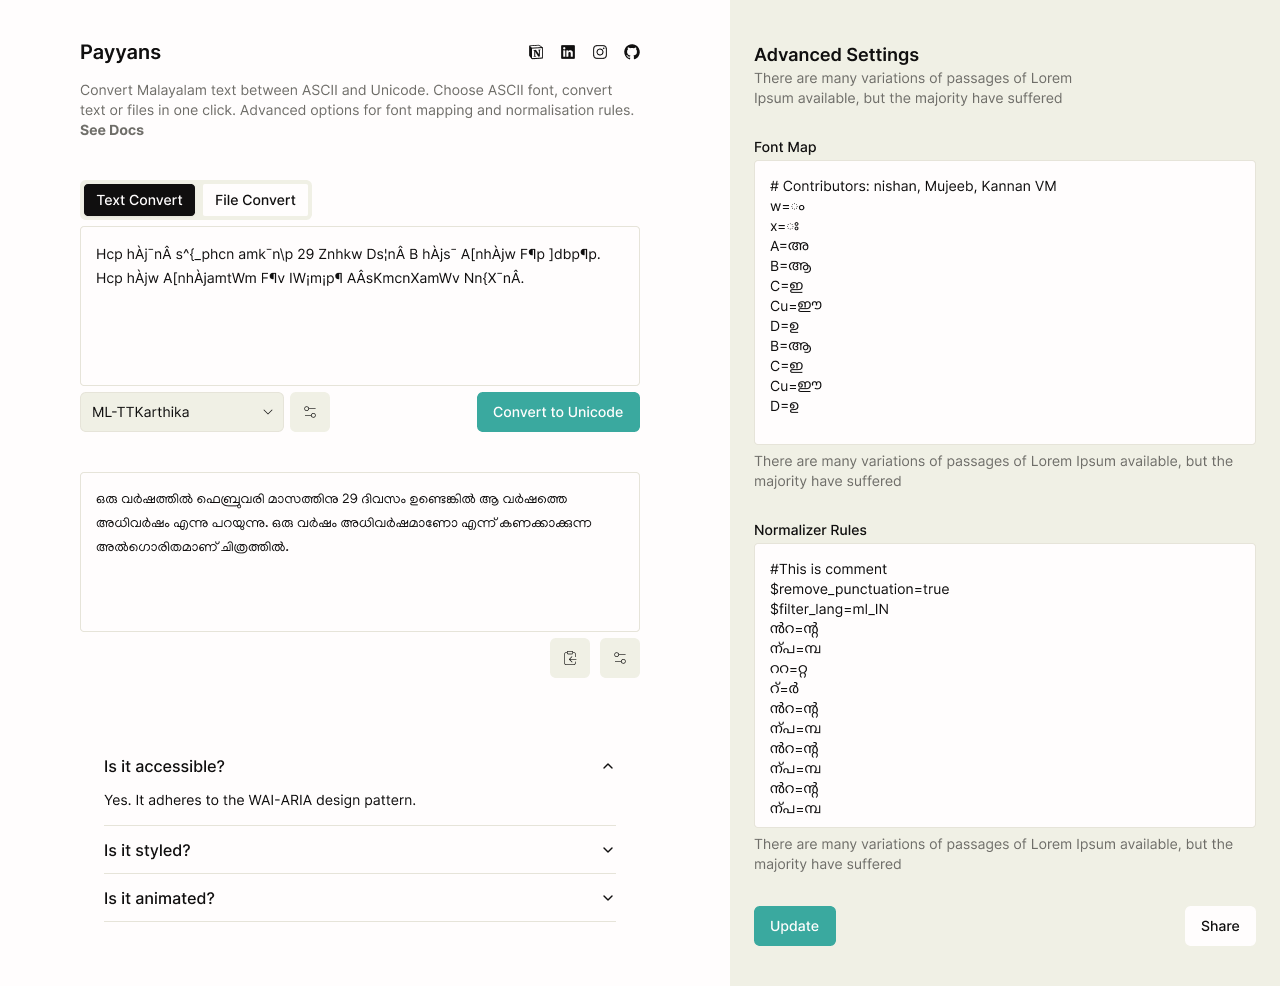 Payyans
Convert Malayalam text between ASCII and Unicode. Choose ASCII font, convert
text or files in one click. Advanced options for font mapping and normalisation rules.
See Docs
Text Convert
File Convert
Hcp hÀj¯nÂ s^{_phcn amk¯n\p 29 Znhkw Ds¦nÂ B hÀjs¯ A[nhÀjw F¶p ]dbp¶p.
Hcp hÀjw A[nhÀjamtWm F¶v IW¡m¡p¶ AÂsKmcnXamWv Nn{X¯nÂ.
ML-TTKarthika
Convert to Unicode
ഒരു വർഷത്തിൽ ഫെബ്രുവരി മാസത്തിനു 29 ദിവസം ഉണ്ടെങ്കിൽ ആ വർഷത്തെ
അധിവർഷം എന്നു പറയുന്നു. ഒരു വർഷം അധിവർഷമാണോ എന്ന് കണക്കാക്കുന്ന
അൽഗൊരിതമാണ് ചിത്രത്തിൽ.
Is it accessible?
Yes. It adheres to the WAI-ARIA design pattern.
Is it styled?
Is it animated?
Advanced Settings
There are many variations of passages of Lorem
Ipsum available, but the majority have suffered
Font Map
# Contributors: nishan, Mujeeb, Kannan VM
w=ം
x=ഃ
A=അ
B=ആ
C=ഇ
Cu=ഈ
D=ഉ
B=ആ
C=ഇ
Cu=ഈ
D=ഉ
There are many variations of passages of Lorem Ipsum available, but the
majority have suffered
Normalizer Rules
#This is comment
$remove_punctuation=true
$filter_lang=ml_IN
ൻറ=ന്റ
ന്പ=മ്പ
ററ=റ്റ
റ്=ർ
ൻറ=ന്റ
ന്പ=മ്പ
ൻറ=ന്റ
ന്പ=മ്പ
ൻറ=ന്റ
ന്പ=മ്പ
There are many variations of passages of Lorem Ipsum available, but the
majority have suffered
Update
Share